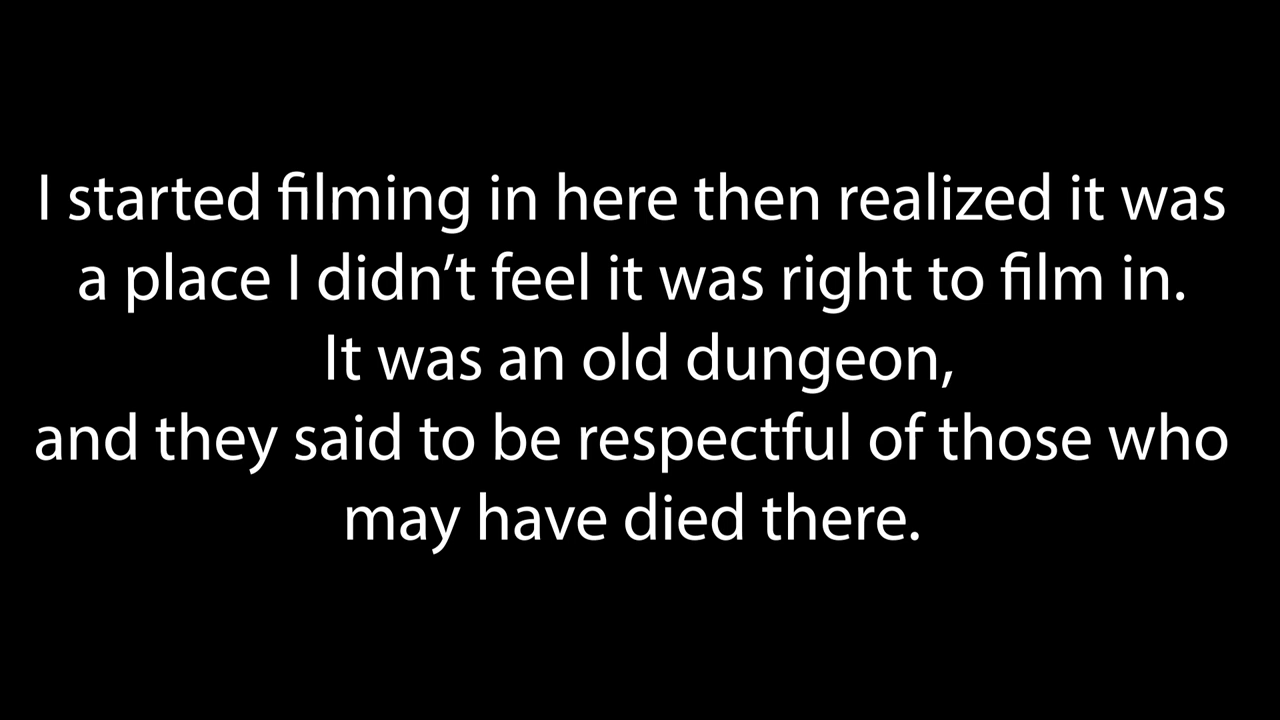 I started filming in here then realized it was
a place I didn’t feel it was right to film in.
It was an old dungeon,
and they said to be respectful of those who
may have died there.